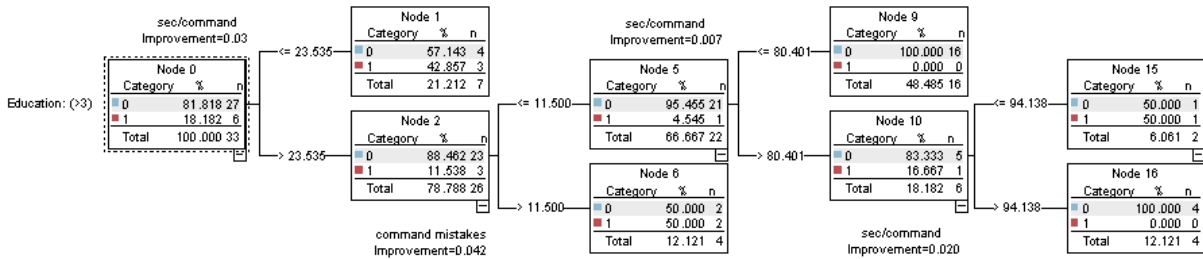 Education: (>3)
sec/command
Improvement=0.03
Node 0
Category % n
0 81.818 27
1 18.182 6
Total 100.000 33
<= 23.535
> 23.535
Node 1
Category % n
0 57.143 4
1 42.857 3
Total 21.212 7
Node 2
Category % n
0 88.462 23
1 11.538 3
Total 78.788 26
command mistakes
Improvement=0.042
<= 11.500
> 11.500
sec/command
Improvement=0.007
Node 5
Category % n
0 95.455 21
1 4.545 1
Total 66.667 22
Node 6
Category % n
0 50.000 2
1 50.000 2
Total 12.121 4
<= 80.401
> 80.401
Node 9
Category % n
0 100.000 16
1 0.000 0
Total 48.485 16
Node 10
Category % n
0 83.333 5
1 16.667 1
Total 18.182 6
sec/command
Improvement=0.020
<= 94.138
> 94.138
Node 15
Category % n
0 50.000 1
1 50.000 1
Total 6.061 2
Node 16
Category % n
0 100.000 4
1 0.000 0
Total 12.121 4